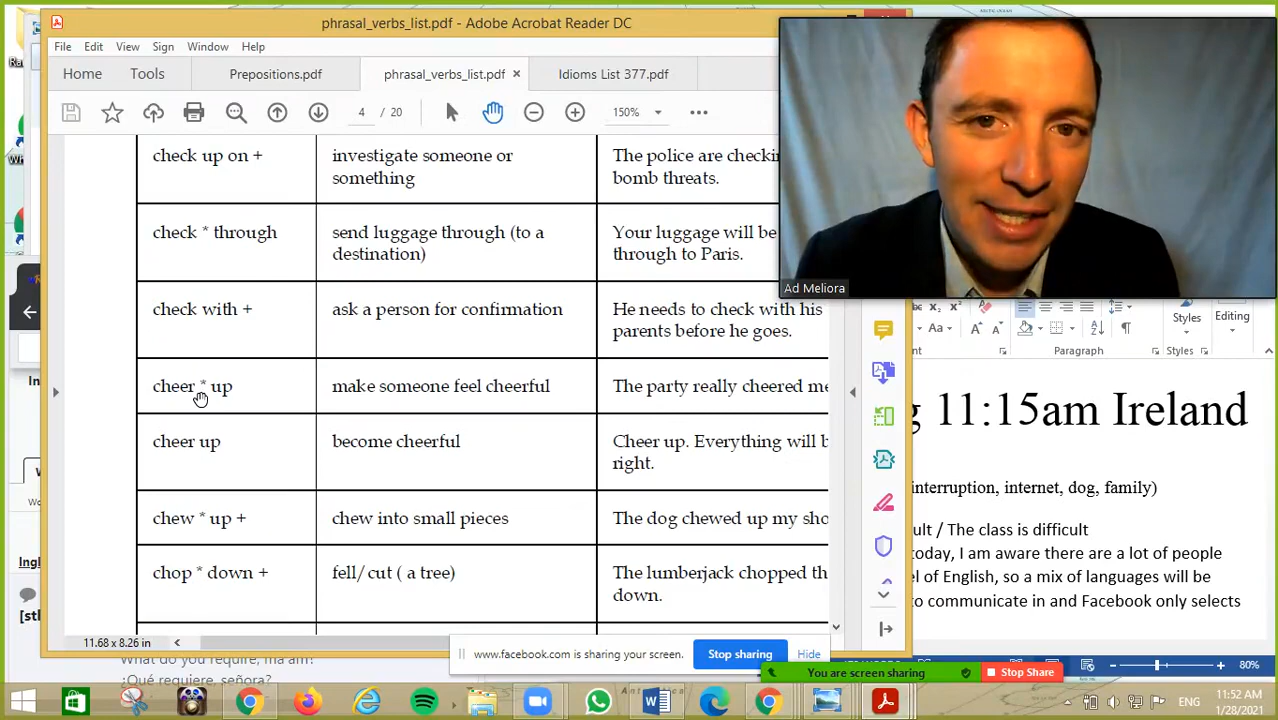 phrasal_verbs_list.pdf - Adobe Acrobat Reader DC
File Edit View Sign Window Help
Home Tools Prepositions.pdf phrasal_verbs_list.pdf × Idioms List 377.pdf
4 / 20 150%
check up on + investigate someone or The police are checki
something bomb threats.
check * through send luggage through (to a Your luggage will be
destination) through to Paris.
check with + ask a person for confirmation He needs to check with his
parents before he goes.
cheer * up make someone feel cheerful The party really cheered me
cheer up become cheerful Cheer up. Everything will b
right.
chew * up + chew into small pieces The dog chewed up my sho
chop * down + fell/cut ( a tree) The lumberjack chopped th
down.
11.68 x 8.26 in
Ad Meliora
Aa
Styles Editing
Paragraph Styles
g 11:15am Ireland
interruption, internet, dog, family)
ult / The class is difficult
today, I am aware there are a lot of people
el of English, so a mix of languages will be
to communicate in and Facebook only selects
www.facebook.com is sharing your screen. Stop sharing Hide
You are screen sharing Stop Share
80%
What do you require, ma'am?
¿Qué requiere, señora?
In
Ingl
[stl
ENG
11:52 AM
1/28/2021